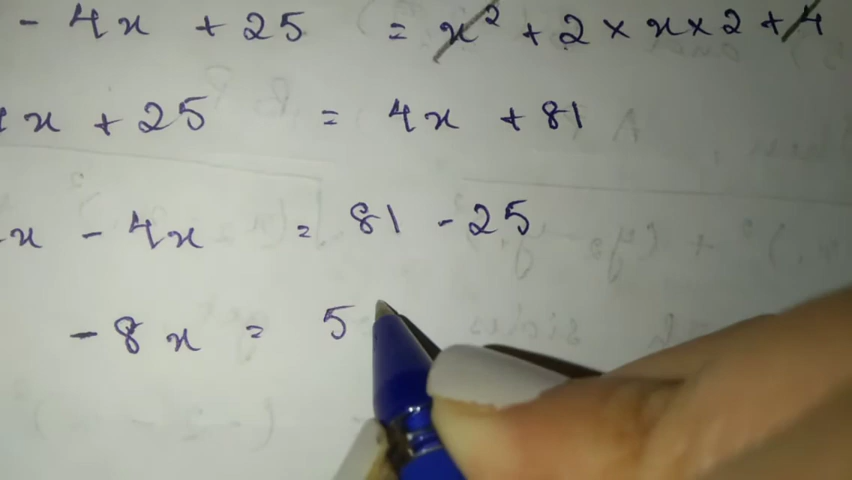 - 4x + 25 = x² + 2 × x × 2 + 4
x + 25 = 4x + 81
x - 4x = 81 - 25
- 8x = 5